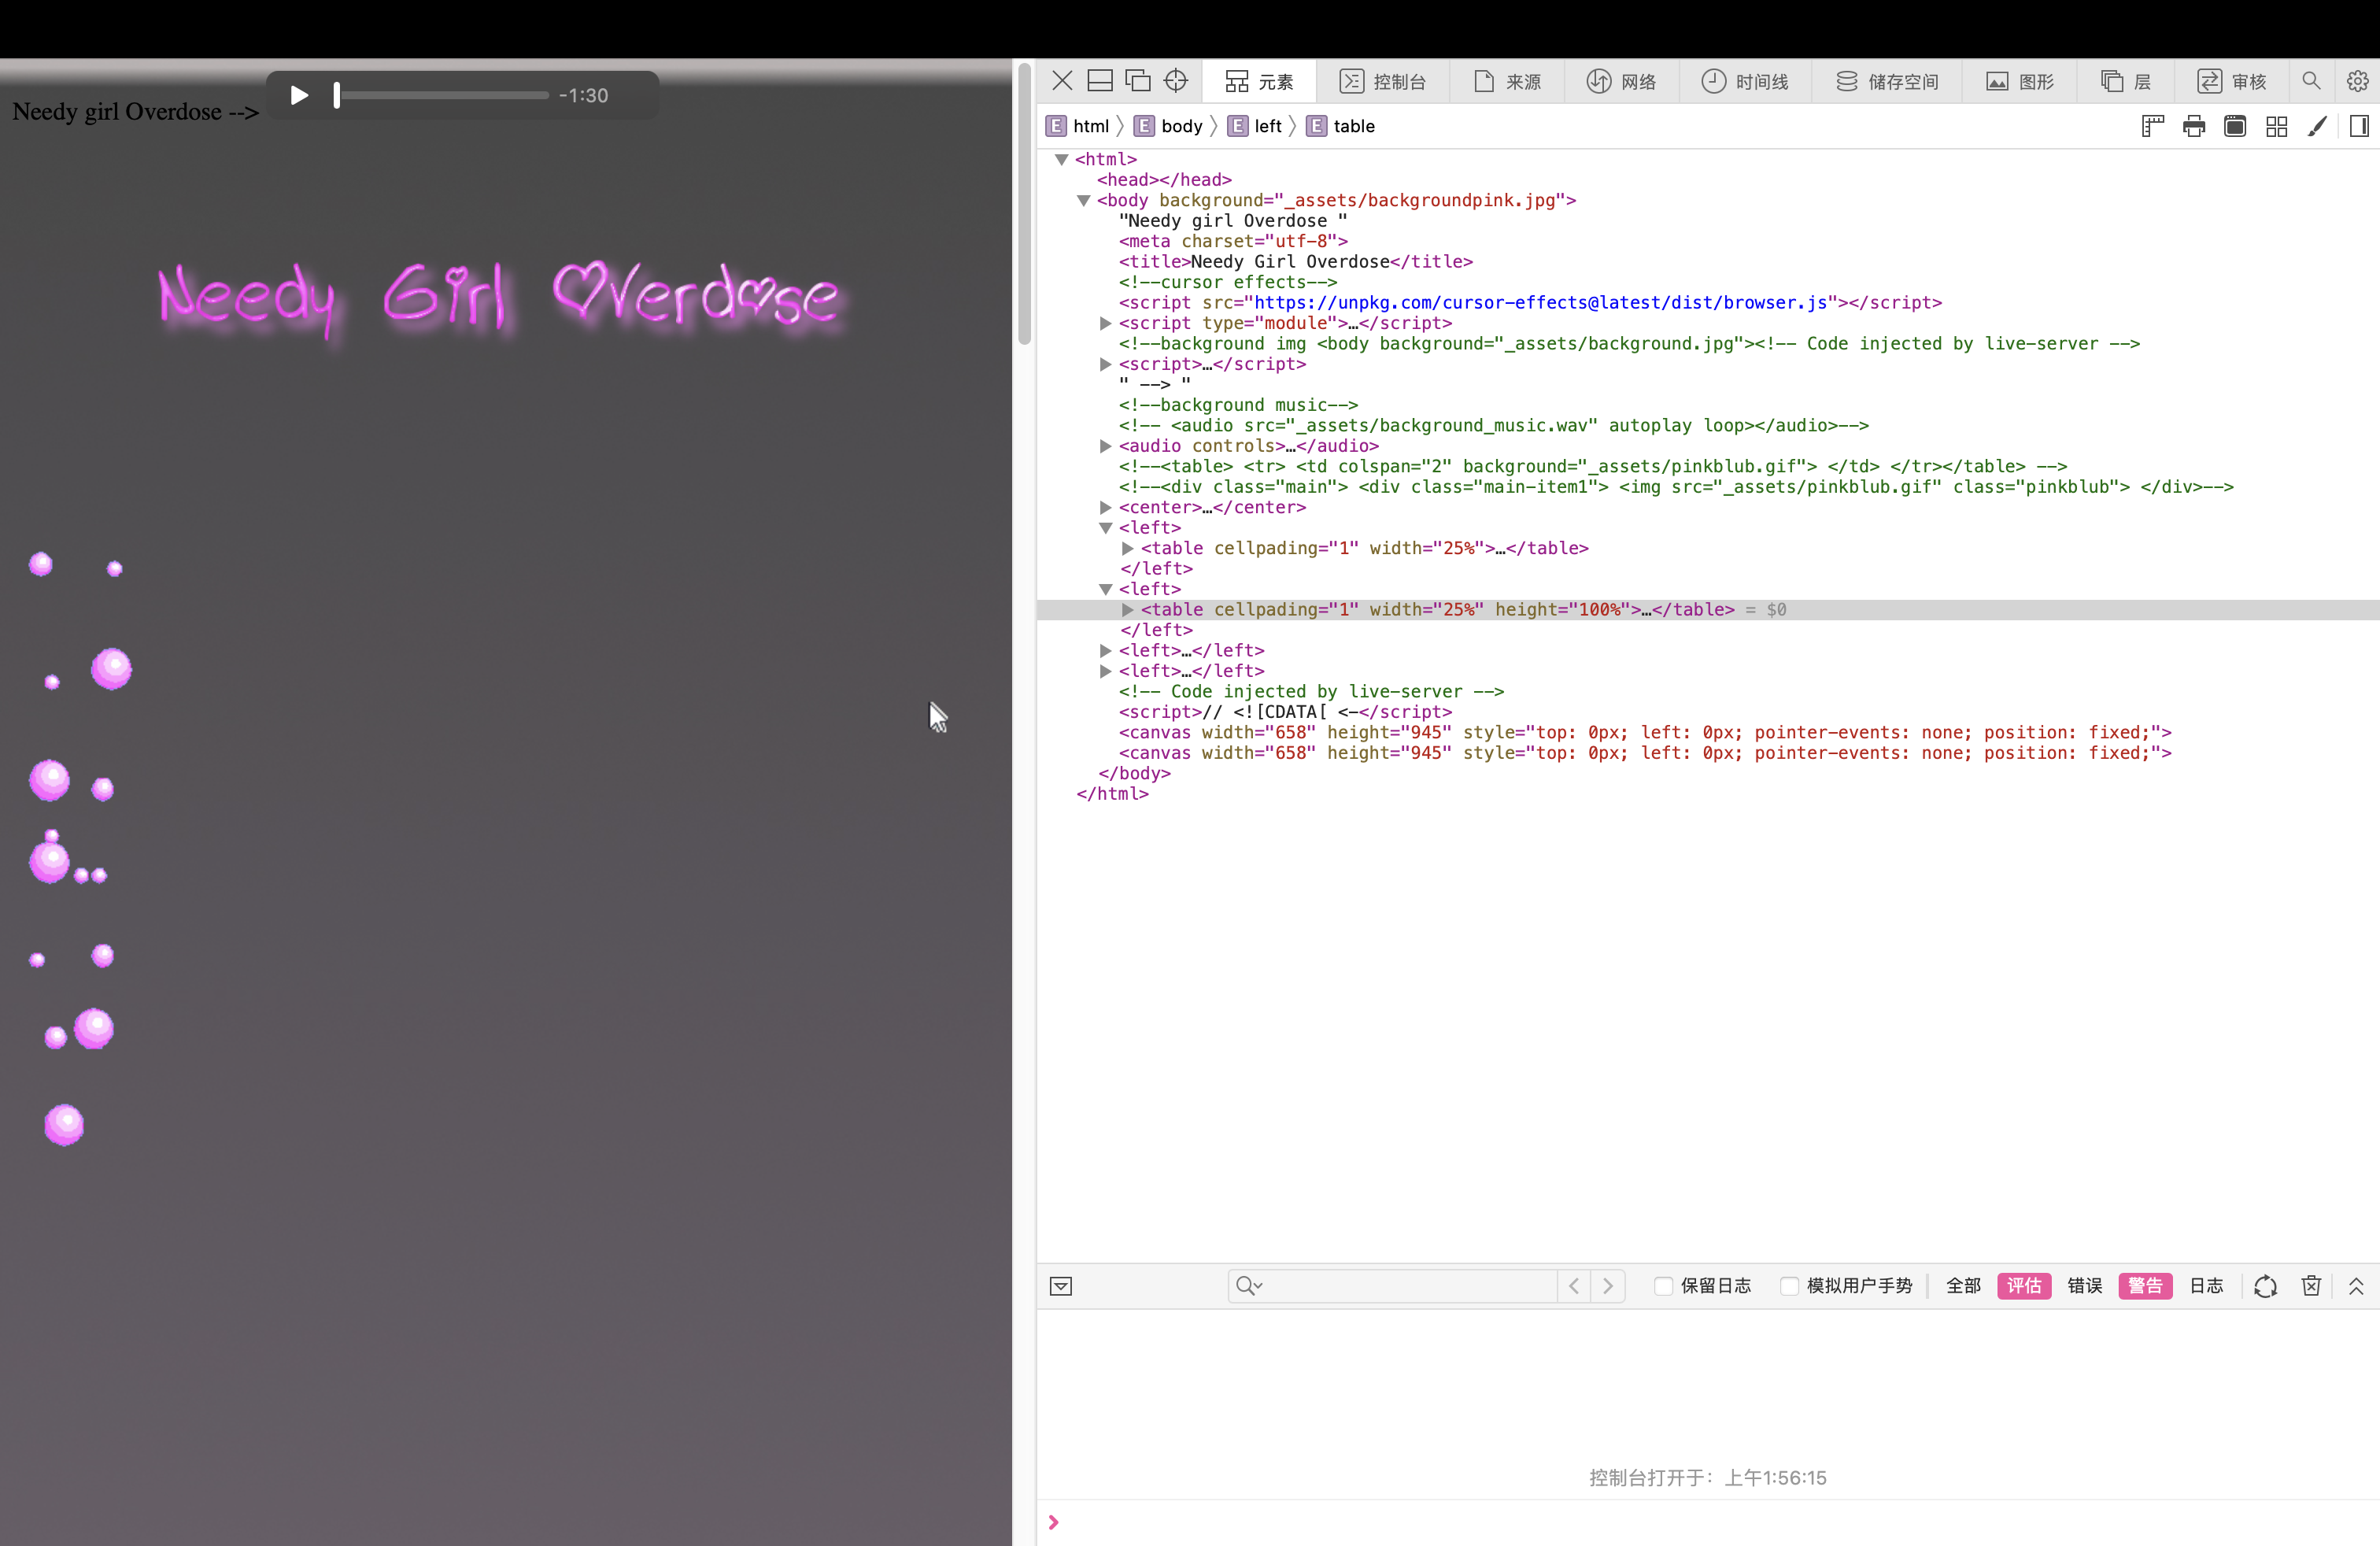 Needy girl Overdose -->
-1:30
Needy Girl Overdose
元素
控制台
来源
网络
时间线
储存空间
图形
层
审核
E html
E body
E left
E table
<html>
<head></head>
<body background="_assets/backgroundpink.jpg">
"Needy girl Overdose "
<meta charset="utf-8">
<title>Needy Girl Overdose</title>
<!--cursor effects-->
<script src="https://unpkg.com/cursor-effects@latest/dist/browser.js"></script>
<script type="module">…</script>
<!--background img <body background="_assets/background.jpg"><!-- Code injected by live-server -->
<script>…</script>
" --> "
<!--background music-->
<!-- <audio src="_assets/background_music.wav" autoplay loop></audio>-->
<audio controls>…</audio>
<!--<table> <tr> <td colspan="2" background="_assets/pinkblub.gif"> </td> </tr></table> -->
<!--<div class="main"> <div class="main-item1"> <img src="_assets/pinkblub.gif" class="pinkblub"> </div>-->
<center>…</center>
<left>
<table cellpading="1" width="25%">…</table>
</left>
<left>
<table cellpading="1" width="25%" height="100%">…</table> = $0
</left>
<left>…</left>
<left>…</left>
<!-- Code injected by live-server -->
<script>// <![CDATA[ <-</script>
<canvas width="658" height="945" style="top: 0px; left: 0px; pointer-events: none; position: fixed;">
<canvas width="658" height="945" style="top: 0px; left: 0px; pointer-events: none; position: fixed;">
</body>
</html>
保留日志
模拟用户手势
全部
评估
错误
警告
日志
控制台打开于：上午1:56:15